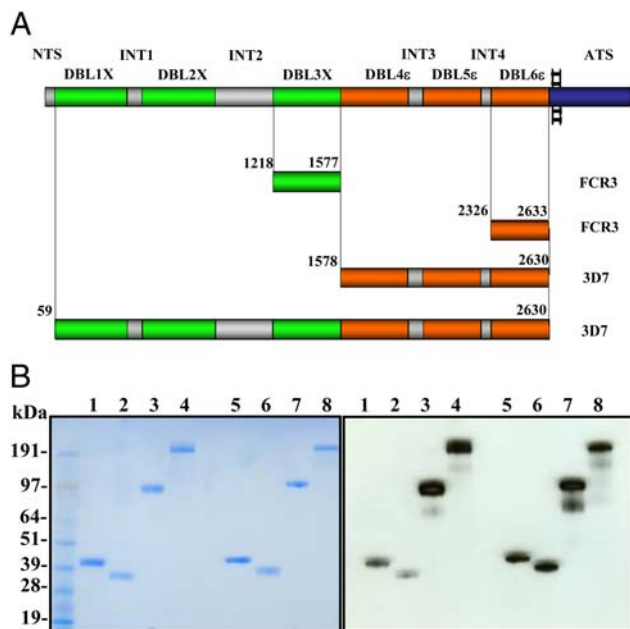 A
NTS INT1 INT2 INT3 INT4 ATS
DBL1X DBL2X DBL3X DBL4ε DBL5ε DBL6ε
1218 1577
FCR3
2326 2633
FCR3
1578 2630
3D7
59 2630
3D7
B
kDa 1 2 3 4 5 6 7 8 1 2 3 4 5 6 7 8
191-
97-
64-
51-
39-
28-
19-